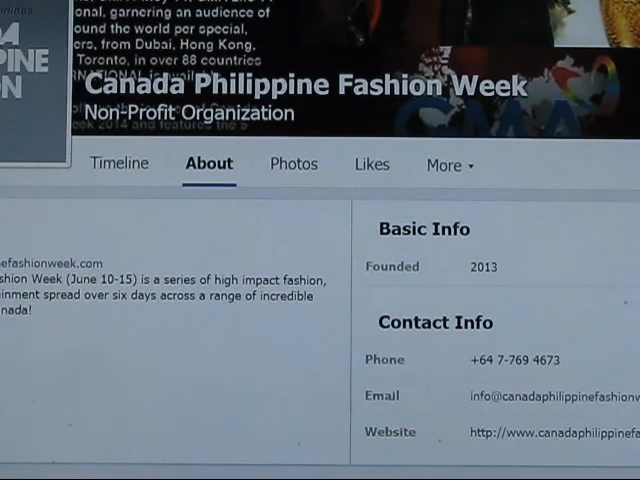 onal, garnering an audience of
ound the world per special,
ers, from Dubai, Hong Kong,
Toronto, in over 88 countries
Canada Philippine Fashion Week
Non-Profit Organization
GMA
Timeline
About
Photos
Likes
More
efashionweek.com
shion Week (June 10-15) is a series of high impact fashion,
inment spread over six days across a range of incredible
nada!
Basic Info
Founded 2013
Contact Info
Phone +64 7-769 4673
Email info@canadaphilippinefashionw
Website http://www.canadaphilippinefa